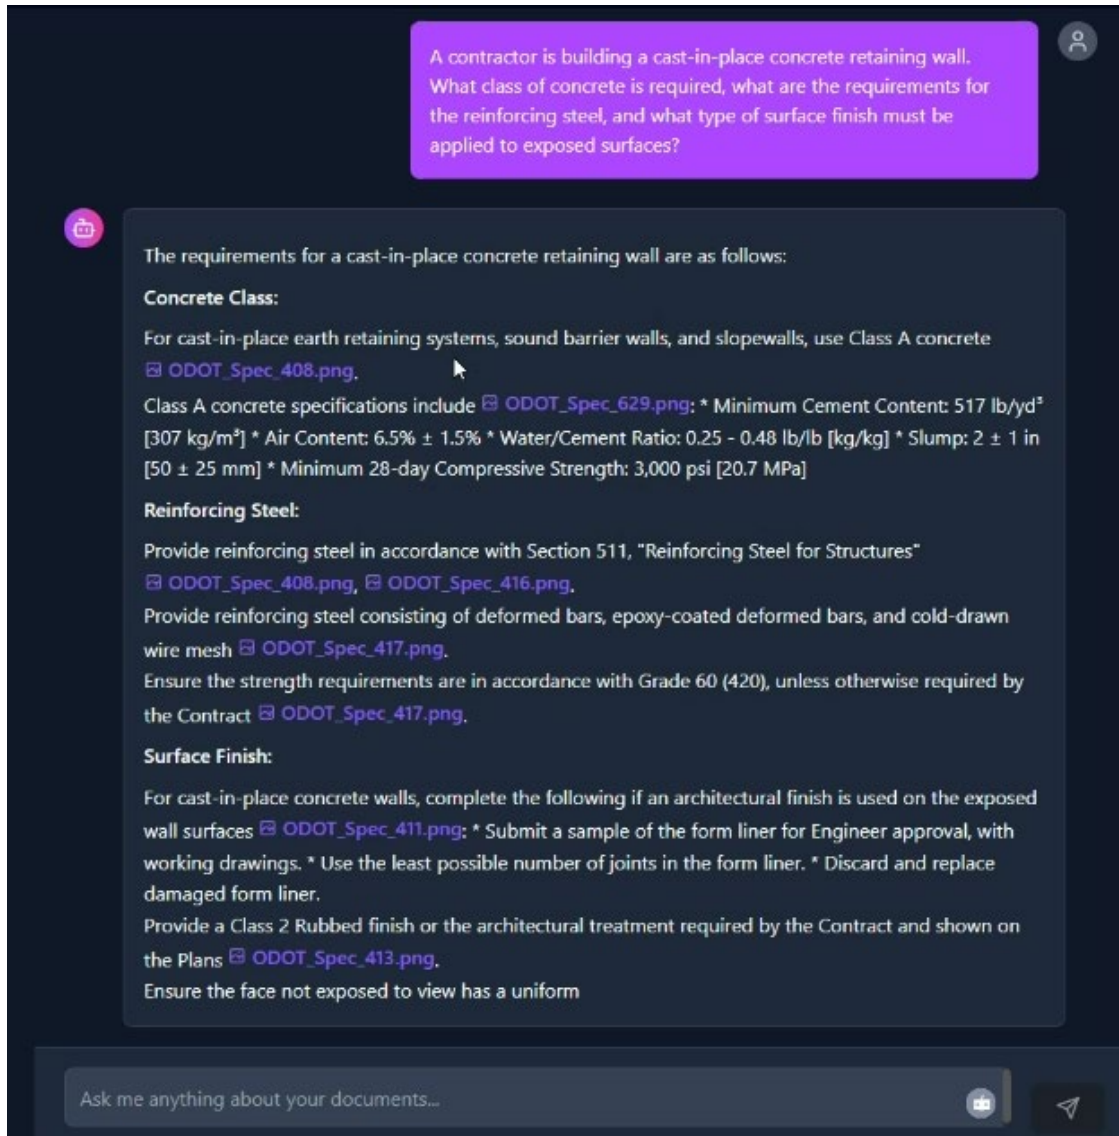 A contractor is building a cast-in-place concrete retaining wall.
What class of concrete is required, what are the requirements for
the reinforcing steel, and what type of surface finish must be
applied to exposed surfaces?
The requirements for a cast-in-place concrete retaining wall are as follows:
Concrete Class:
For cast-in-place earth retaining systems, sound barrier walls, and slopewalls, use Class A concrete
ODOT_Spec_408.png.
Class A concrete specifications include ODOT_Spec_629.png: * Minimum Cement Content: 517 lb/yd³
[307 kg/m³] * Air Content: 6.5% ± 1.5% * Water/Cement Ratio: 0.25 - 0.48 lb/lb [kg/kg] * Slump: 2 ± 1 in
[50 ± 25 mm] * Minimum 28-day Compressive Strength: 3,000 psi [20.7 MPa]
Reinforcing Steel:
Provide reinforcing steel in accordance with Section 511, "Reinforcing Steel for Structures"
ODOT_Spec_408.png, ODOT_Spec_416.png.
Provide reinforcing steel consisting of deformed bars, epoxy-coated deformed bars, and cold-drawn
wire mesh ODOT_Spec_417.png.
Ensure the strength requirements are in accordance with Grade 60 (420), unless otherwise required by
the Contract ODOT_Spec_417.png.
Surface Finish:
For cast-in-place concrete walls, complete the following if an architectural finish is used on the exposed
wall surfaces ODOT_Spec_411.png: * Submit a sample of the form liner for Engineer approval, with
working drawings. * Use the least possible number of joints in the form liner. * Discard and replace
damaged form liner.
Provide a Class 2 Rubbed finish or the architectural treatment required by the Contract and shown on
the Plans ODOT_Spec_413.png.
Ensure the face not exposed to view has a uniform
Ask me anything about your documents...